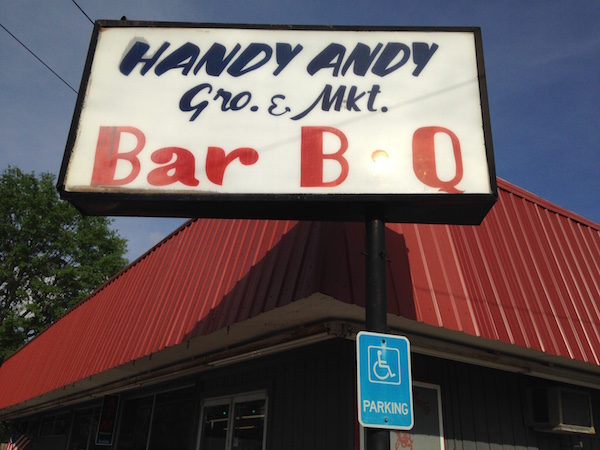 HANDY ANDY
Gro. & Mkt.
Bar B•Q
PARKING